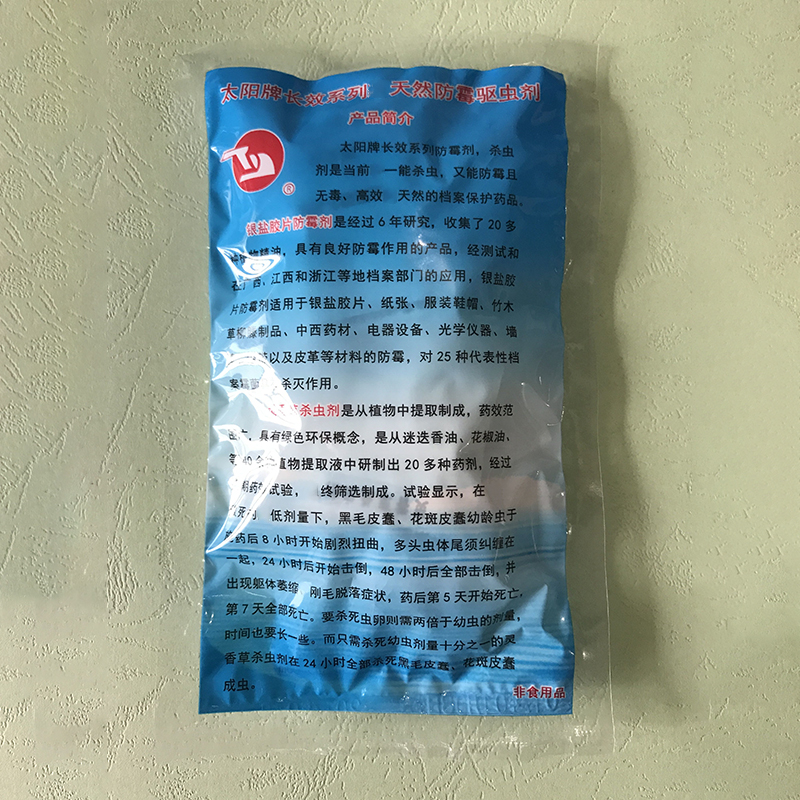 太阳牌长效系列 天然防霉驱虫剂
产品简介
太阳牌长效系列防霉剂，杀虫
剂是当前 一能杀虫，又能防霉且
无毒、高效 天然的档案保护药品。
银盐胶片防霉剂是经过6年研究，收集了20多
物精油，具有良好防霉作用的产品，经测试和
西、江西和浙江等地档案部门的应用，银盐胶
片防霉剂适用于银盐胶片、纸张、服装鞋帽、竹木
草柳藤制品、中西药材、电器设备、光学仪器、墙
以及皮革等材料的防霉，对25种代表性档
案霉 杀灭作用。
杀虫剂是从植物中提取制成，药效范
广，具有绿色环保概念，是从迷迭香油、花椒油、
等40 植物提取液中研制出20多种药剂，经过
药 试验， 终筛选制成。试验显示，在
低剂量下，黑毛皮蠹、花斑皮蠹幼龄虫于
药后8小时开始剧烈扭曲，多头虫体尾须纠缠在
一起，24小时后开始击倒，48小时后全部击倒，并
出现躯体萎缩 刚毛脱落症状，药后第5天开始死亡，
第7天全部死亡。要杀死虫卵则需两倍于幼虫的剂量，
时间也要长一些。而只需杀死幼虫剂量十分之一的灵
香草杀虫剂在24小时全部杀死黑毛皮蠹、花斑皮蠹
成虫。
非食用品